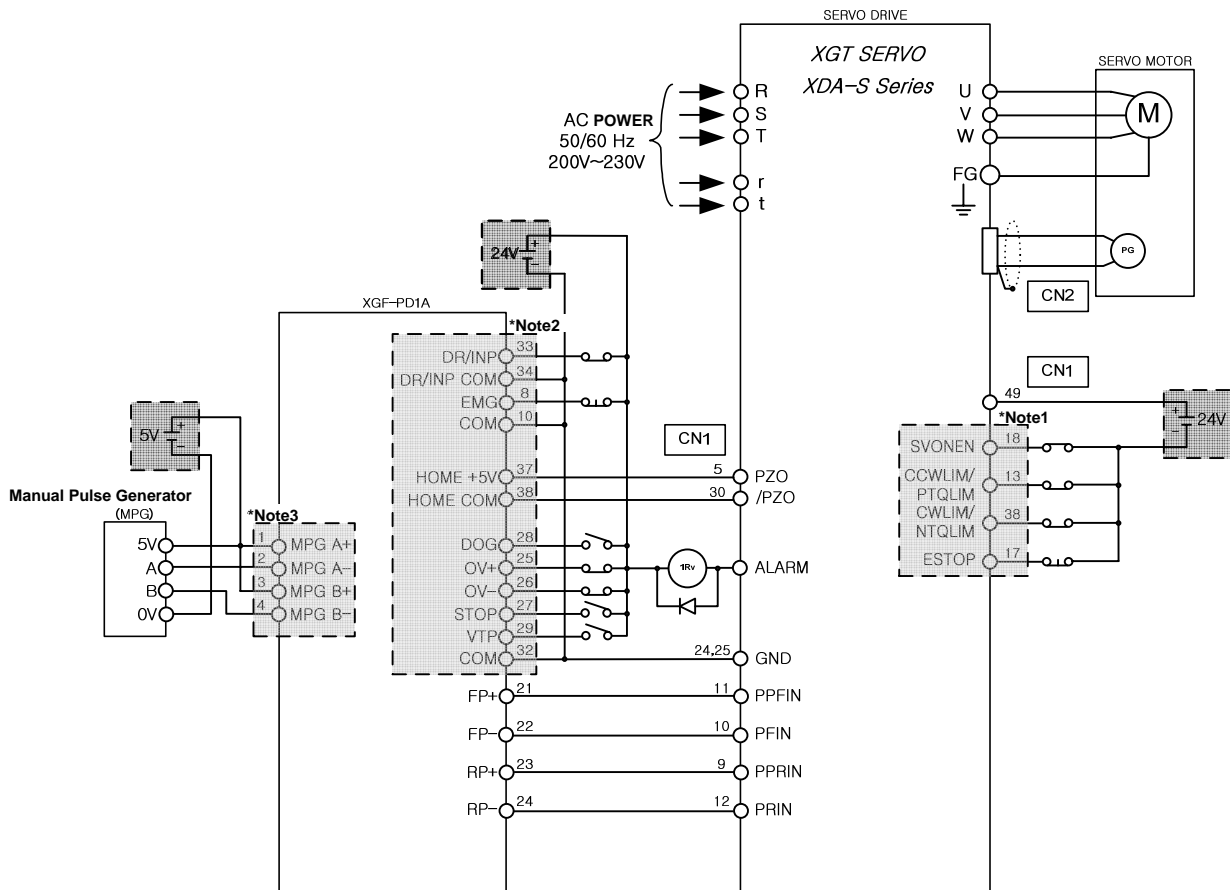 SERVO DRIVE
XGT SERVO
XDA-S Series
SERVO MOTOR
M
PG
AC POWER
50/60 Hz
200V~230V
R
S
T
r
t
U
V
W
FG
CN2
CN1
24V
+
-
XGF-PD1A
*Note2
DR/INP 33
DR/INP COM 34
EMG 8
COM 10
HOME +5V 37
HOME COM 38
DOG 28
OV+ 25
OV- 26
STOP 27
VTP 29
COM 32
FP+ 21
FP- 22
RP+ 23
RP- 24
CN1
5 PZO
30 /PZO
1Rv
ALARM
24,25 GND
11 PPFIN
10 PFIN
9 PPRIN
12 PRIN
49
*Note1
SVONEN 18
CCWLIM/
PTQLIM 13
CWLIM/
NTQLIM 38
ESTOP 17
+
-
24V
5V
+
-
Manual Pulse Generator
(MPG)
5V
A
B
0V
*Note3
1 MPG A+
2 MPG A-
3 MPG B+
4 MPG B-